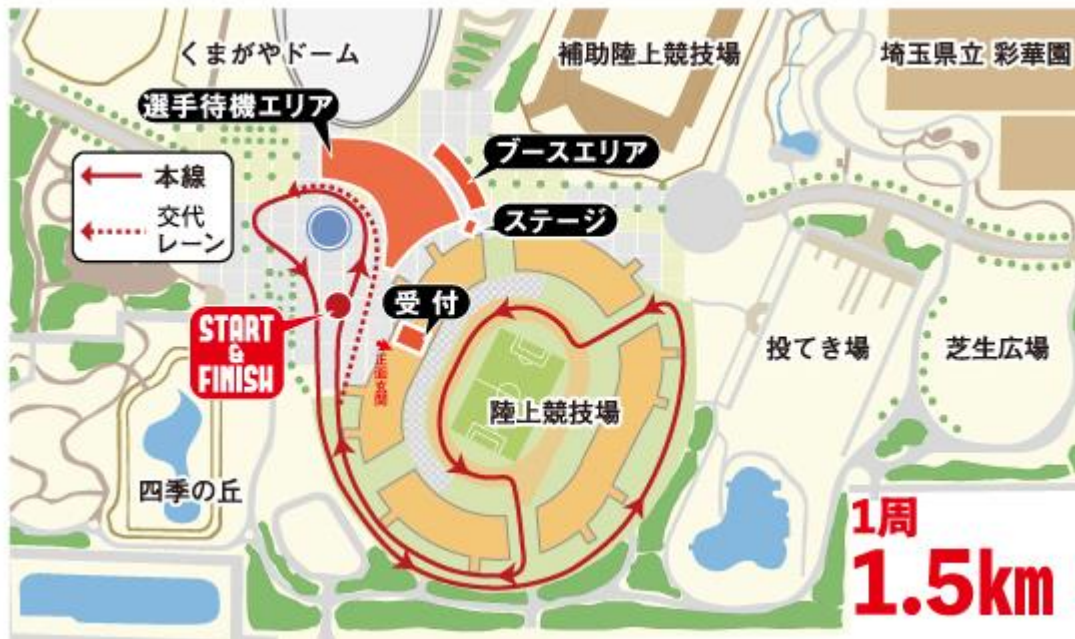 くまがやドーム
補助陸上競技場
埼玉県立 彩華園
選手待機エリア
ブースエリア
本線
交代
レーン
ステージ
受付
START
&
FINISH
正面玄関
陸上競技場
投てき場
芝生広場
四季の丘
1周
1.5km